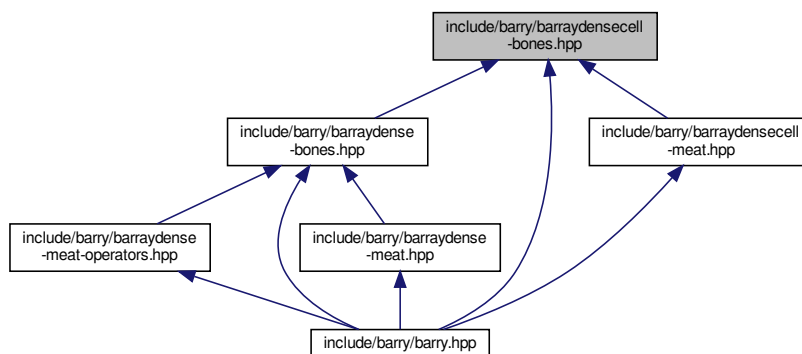 include/barry/barraydensecell
-bones.hpp
include/barry/barraydense
-bones.hpp
include/barry/barraydensecell
-meat.hpp
include/barry/barraydense
-meat-operators.hpp
include/barry/barraydense
-meat.hpp
include/barry/barry.hpp